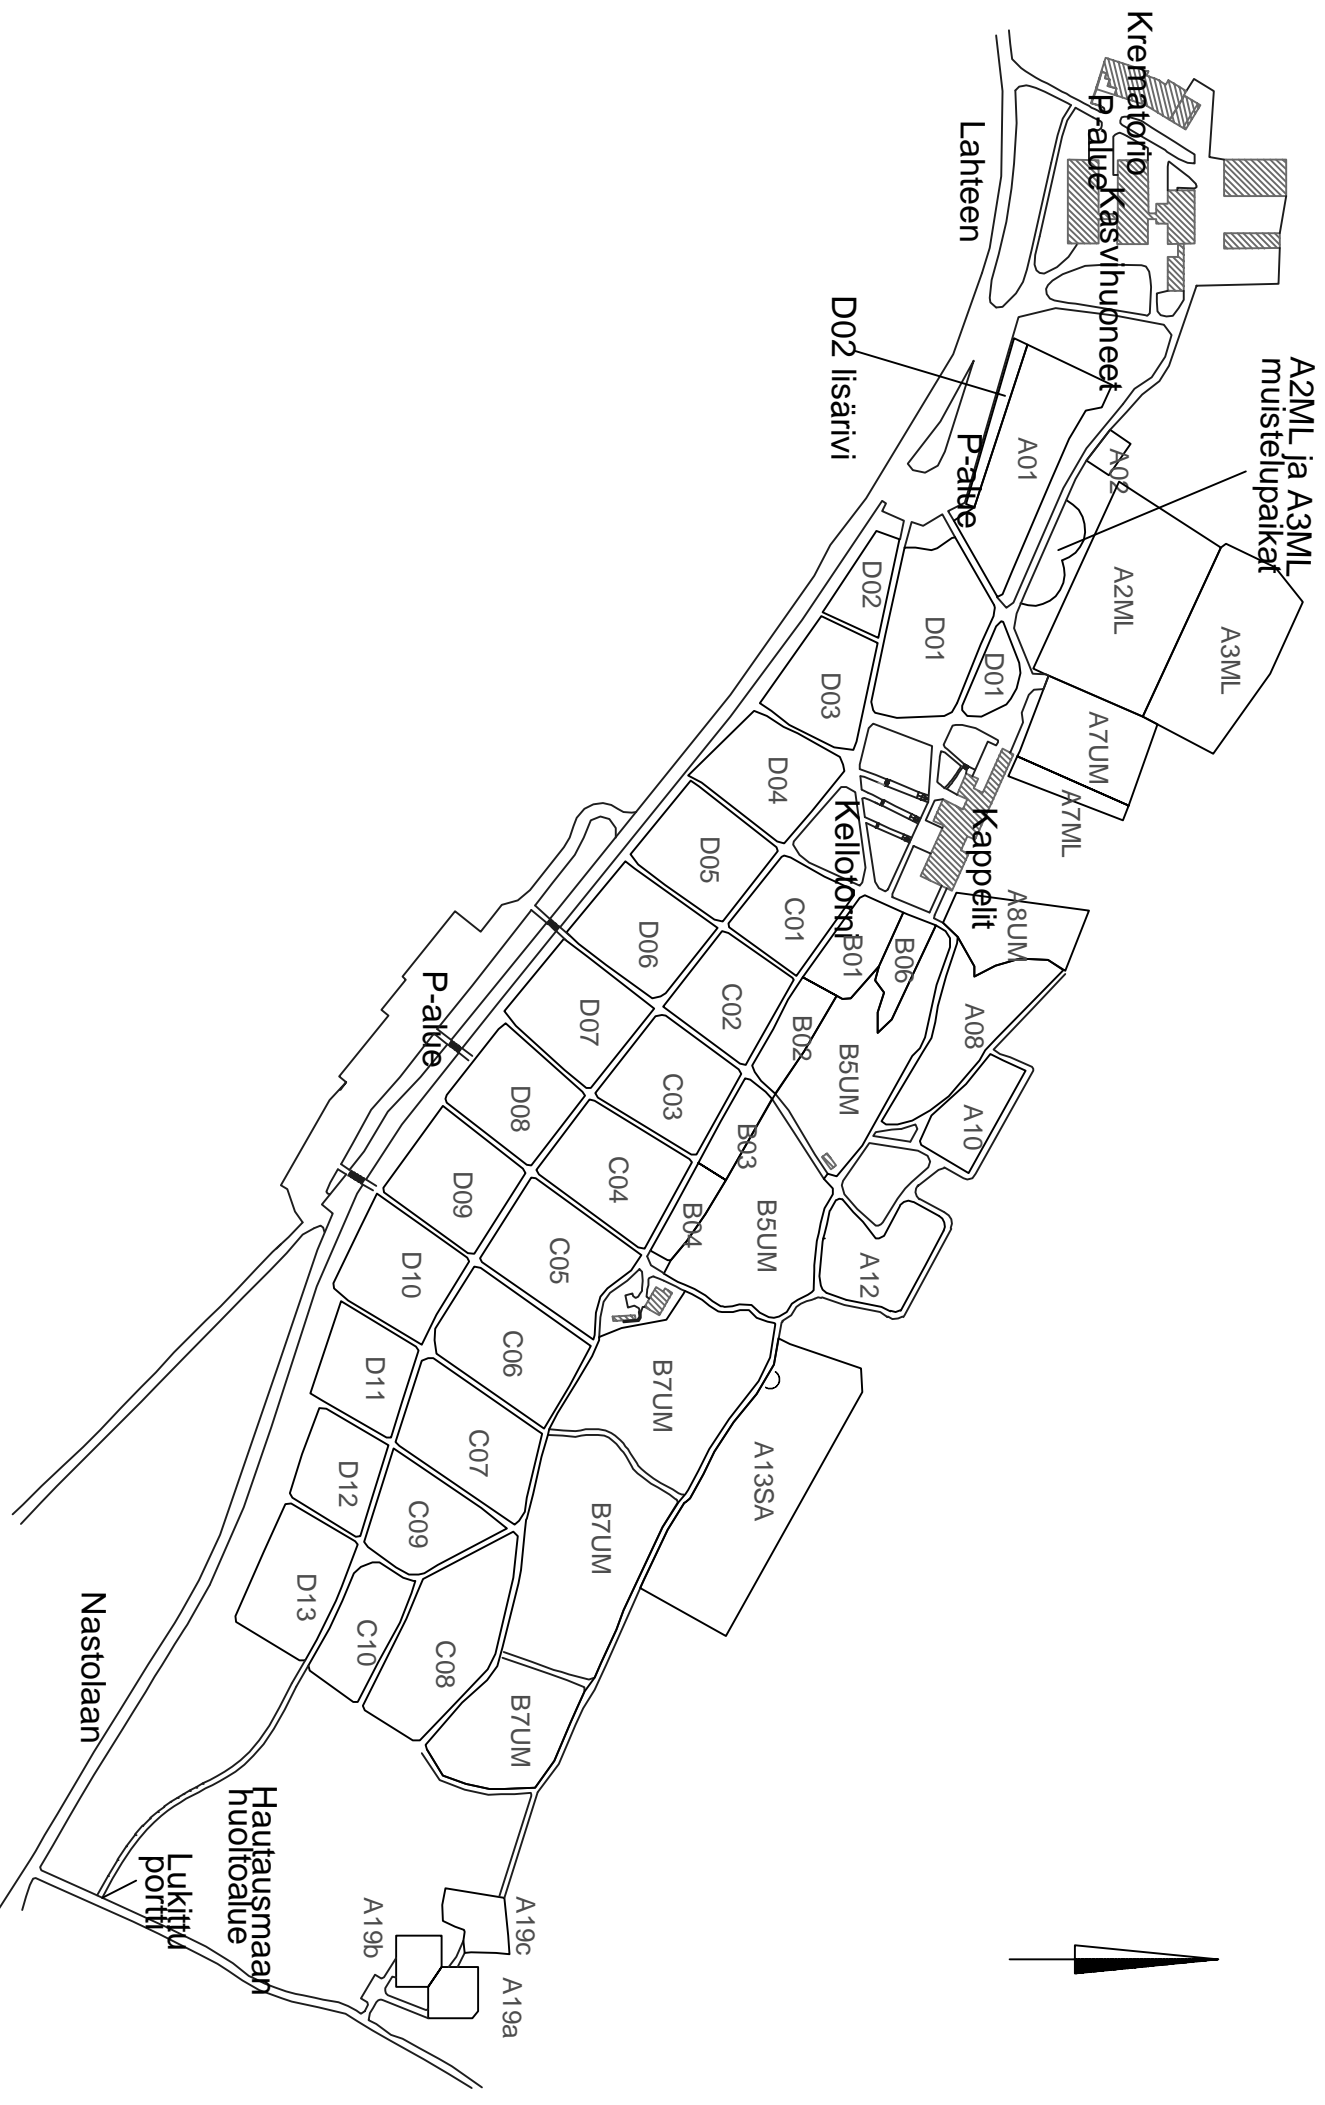 Krematorio
P-alue
Kasvihuoneet
Lahteen
A2ML ja A3ML
muistelupaikat
D02 lisärivi
P-alue
A01
A02
A2ML
A3ML
A7UM
A7ML
D02
D01
D01
D03
D04
Kellotorni
Kappelit
A8UM
D05
C01
B01
B06
A08
D06
C02
B02
B5UM
A10
P-alue
D07
C03
B03
D08
C04
B04
B5UM
A12
D09
C05
D10
C06
B7UM
D11
C07
A13SA
D12
C09
B7UM
D13
C10
C08
B7UM
Nastolaan
Hautausmaan
huoltoalue
Lukittu
portti
A19b
A19c
A19a